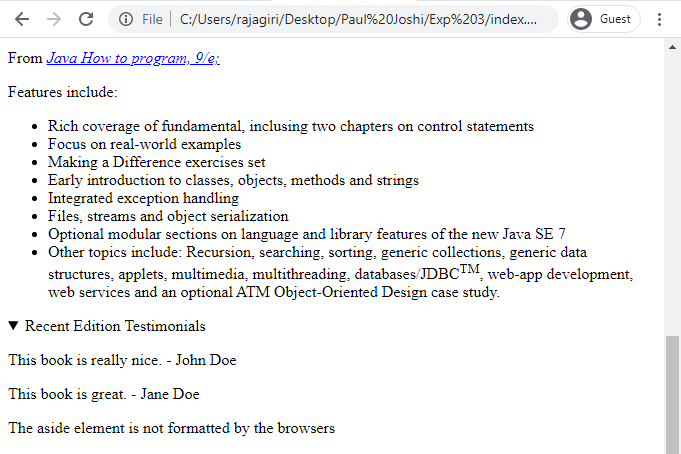 File | C:/Users/rajagiri/Desktop/Paul%20Joshi/Exp%203/index.... Guest
From Java How to program, 9/e;
Features include:
• Rich coverage of fundamental, inclusing two chapters on control statements
• Focus on real-world examples
• Making a Difference exercises set
• Early introduction to classes, objects, methods and strings
• Integrated exception handling
• Files, streams and object serialization
• Optional modular sections on language and library features of the new Java SE 7
• Other topics include: Recursion, searching, sorting, generic collections, generic data
structures, applets, multimedia, multithreading, databases/JDBCTM, web-app development,
web services and an optional ATM Object-Oriented Design case study.
▼ Recent Edition Testimonials
This book is really nice. - John Doe
This book is great. - Jane Doe
The aside element is not formatted by the browsers